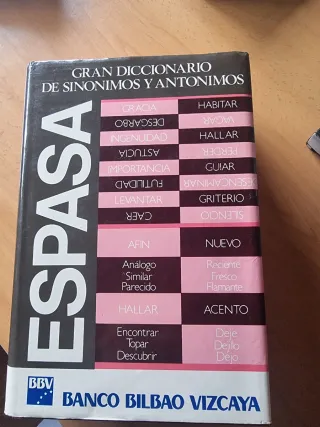 GRAN DICCIONARIO
DE SINONIMOS Y ANTONIMOS
ESPASA
GRACIA HABITAR
DESGARBO VAGAR
INGENUIDAD HALLAR
ASTUCIA PERDER
IMPORTANCIA GUIAR
FUTILIDAD DESENCAMINAR
LEVANTAR GRITERIO
CAER SILENCIO
AFIN NUEVO
Análogo Reciente
Similar Fresco
Parecido Flamante
HALLAR ACENTO
Encontrar Deje
Topar Dejillo
Descubrir Dejo
BBV BANCO BILBAO VIZCAYA